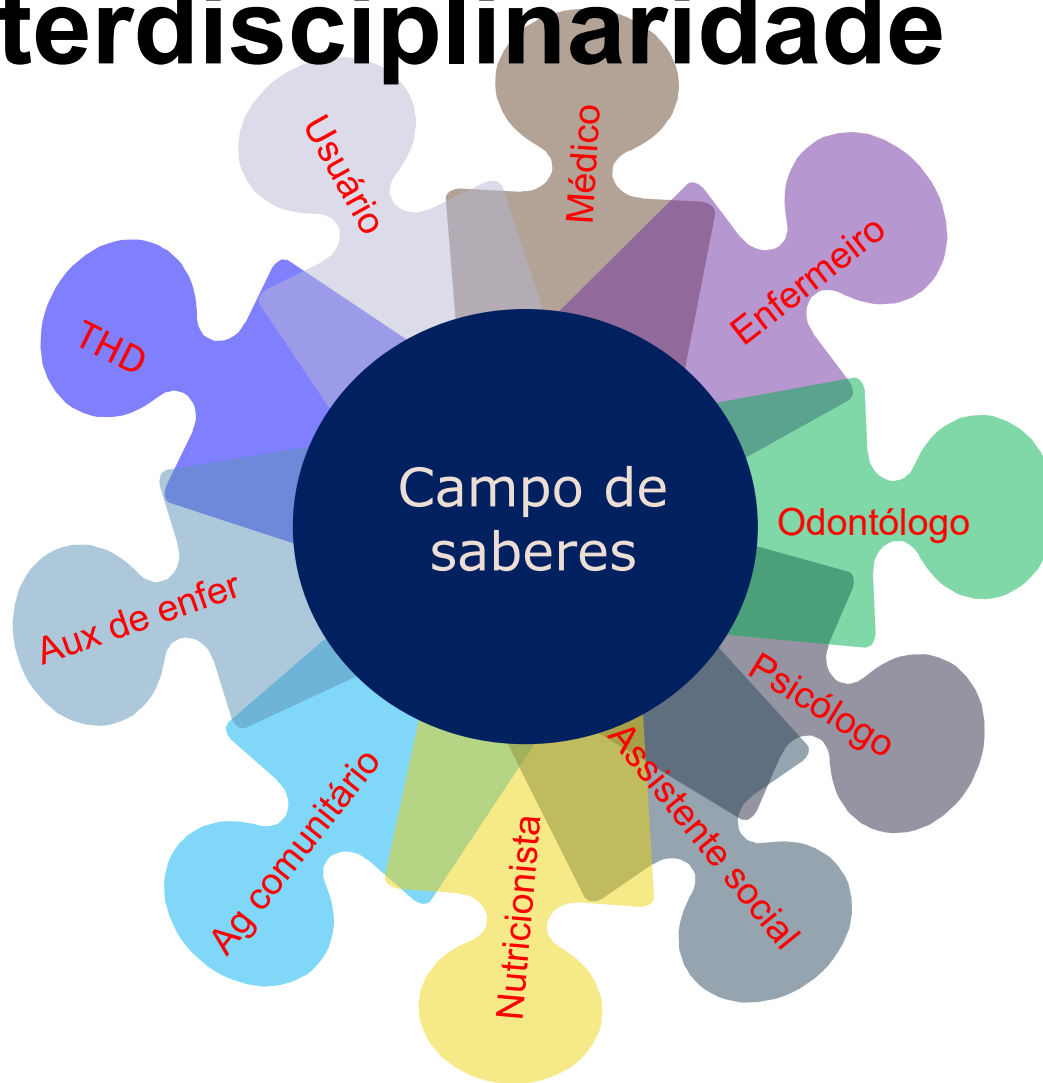 terdisciplinaridade
Usuário
Médico
Enfermeiro
THD
Campo de
saberes
Odontólogo
Aux de enfer
Psicólogo
Assistente social
Ag comunitário
Nutricionista